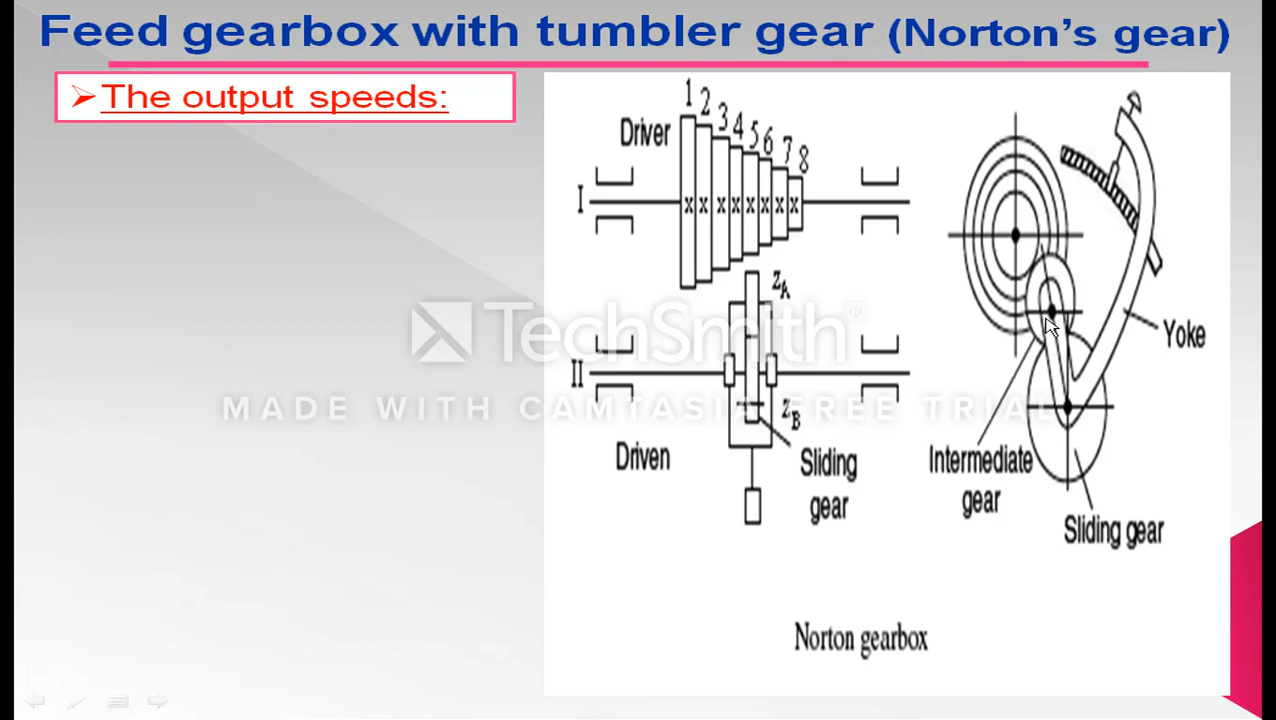 Feed gearbox with tumbler gear (Norton's gear)
➢ The output speeds:
1 2 3 4 5 6 7 8
Driver
I
x x x x x x x x
zA
II
zB
Driven
Sliding
gear
Yoke
Intermediate
gear
Sliding gear
Norton gearbox
TechSmith®
MADE WITH CAMTASIA FREE TRIAL